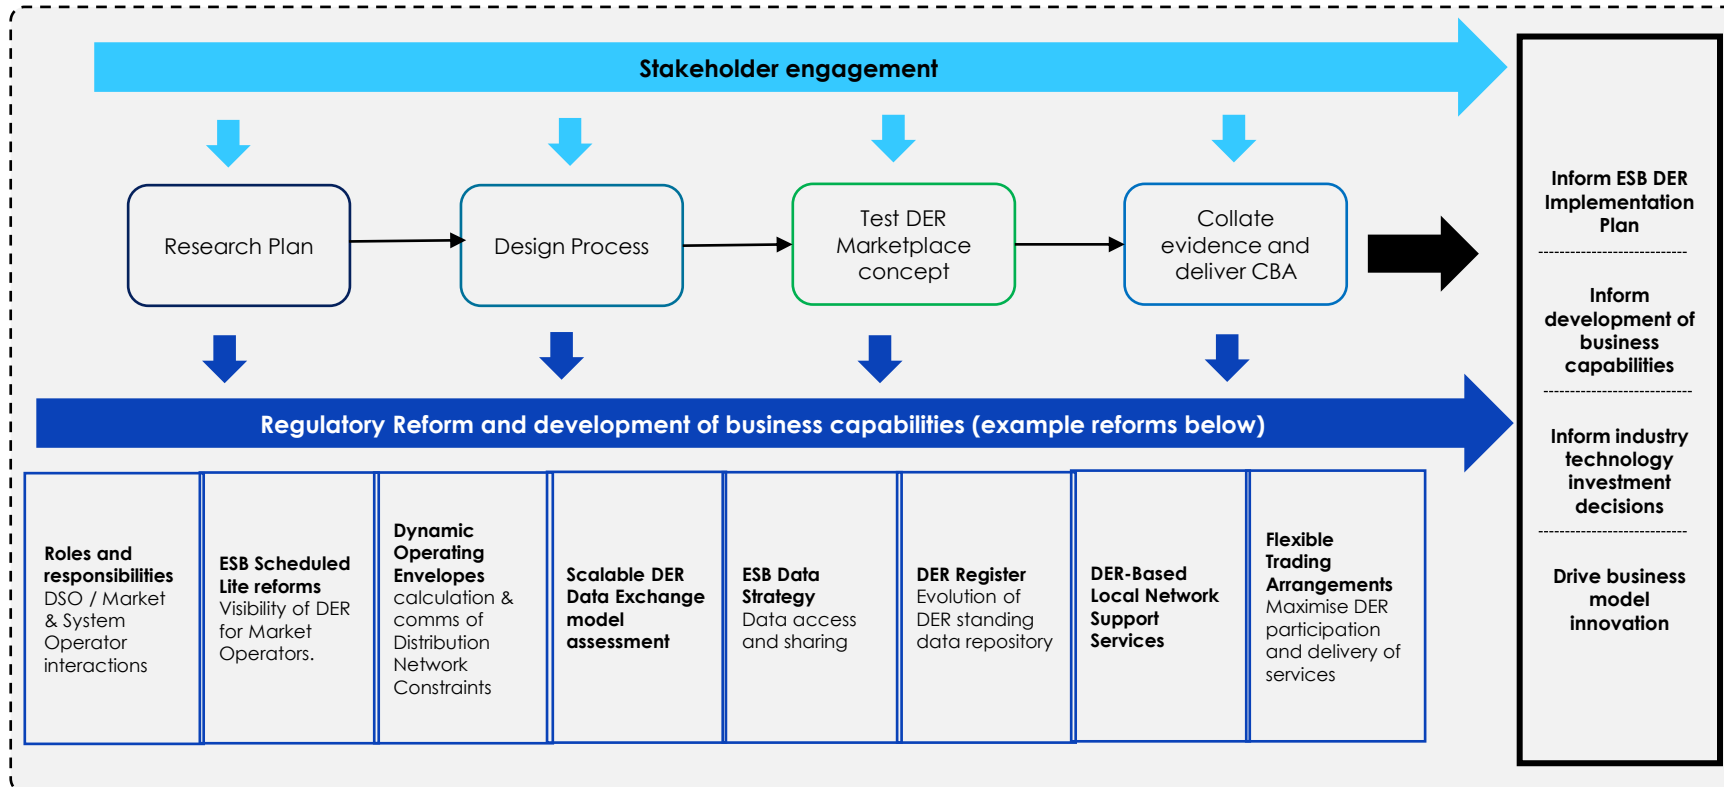 Stakeholder engagement
Research Plan
Design Process
Test DER
Marketplace
concept
Collate
evidence and
deliver CBA
Regulatory Reform and development of business capabilities (example reforms below)
Roles and
responsibilities
DSO / Market
& System
Operator
interactions
ESB Scheduled
Lite reforms
Visibility of DER
for Market
Operators.
Dynamic
Operating
Envelopes
calculation &
comms of
Distribution
Network
Constraints
Scalable DER
Data Exchange
model
assessment
ESB Data
Strategy
Data access
and sharing
DER Register
Evolution of
DER standing
data repository
DER-Based
Local Network
Support
Services
Flexible
Trading
Arrangements
Maximise DER
participation
and delivery of
services
Inform ESB DER
Implementation
Plan
Inform
development of
business
capabilities
Inform industry
technology
investment
decisions
Drive business
model
innovation